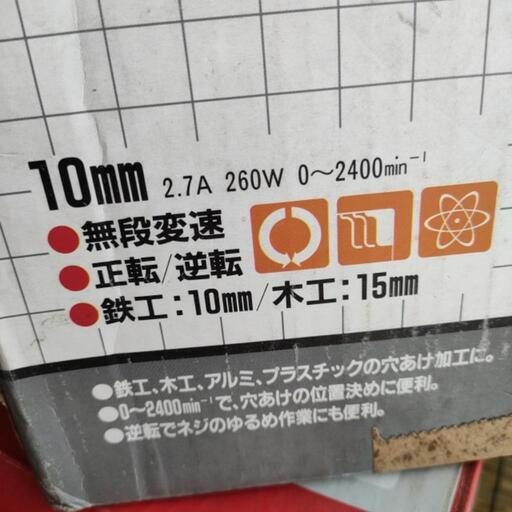 10mm 2.7A 260W 0～2400min⁻¹
●無段変速
●正転/逆転
●鉄工:10mm/木工:15mm
●鉄工、木工、アルミ、プラスチックの穴あけ加工に。
●0～2400min⁻¹で、穴あけの位置決めに便利。
●逆転でネジのゆるめ作業にも便利。